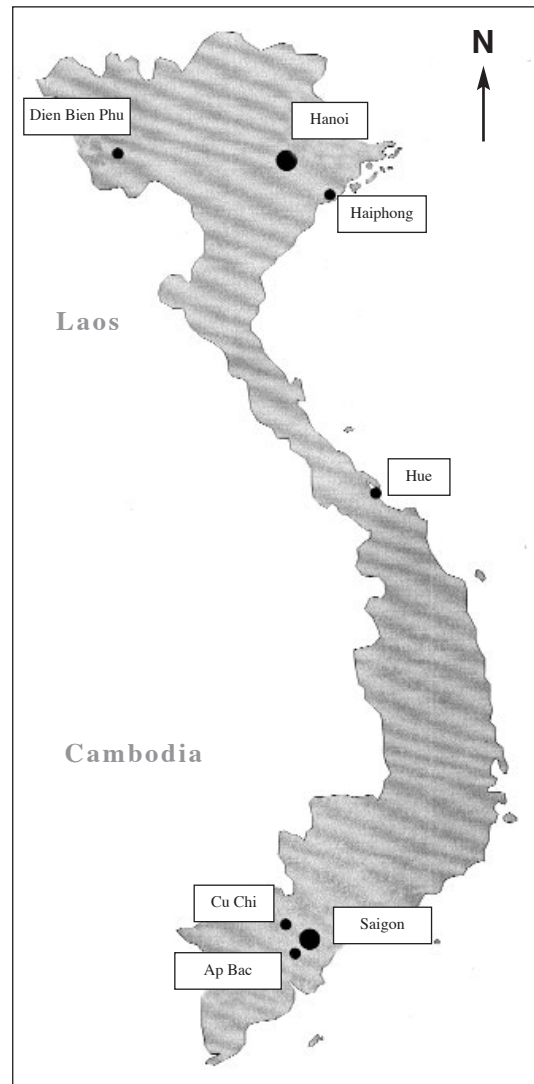 N
Dien Bien Phu
Hanoi
Haiphong
Laos
Hue
Cambodia
Cu Chi
Saigon
Ap Bac